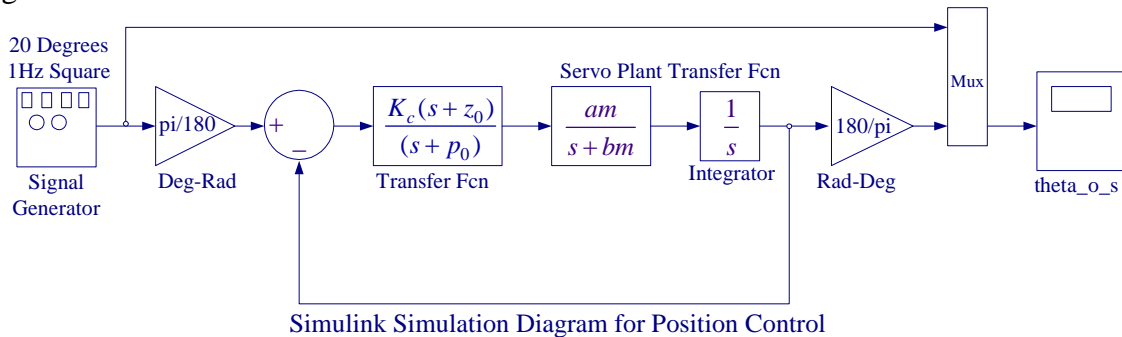 20 Degrees
1Hz Square
Signal
Generator
pi/180
Deg-Rad
+
−
K_c(s + z_0)
(s + p_0)
Transfer Fcn
Servo Plant Transfer Fcn
am
s + bm
1
s
Integrator
180/pi
Rad-Deg
Mux
theta_o_s
Simulink Simulation Diagram for Position Control